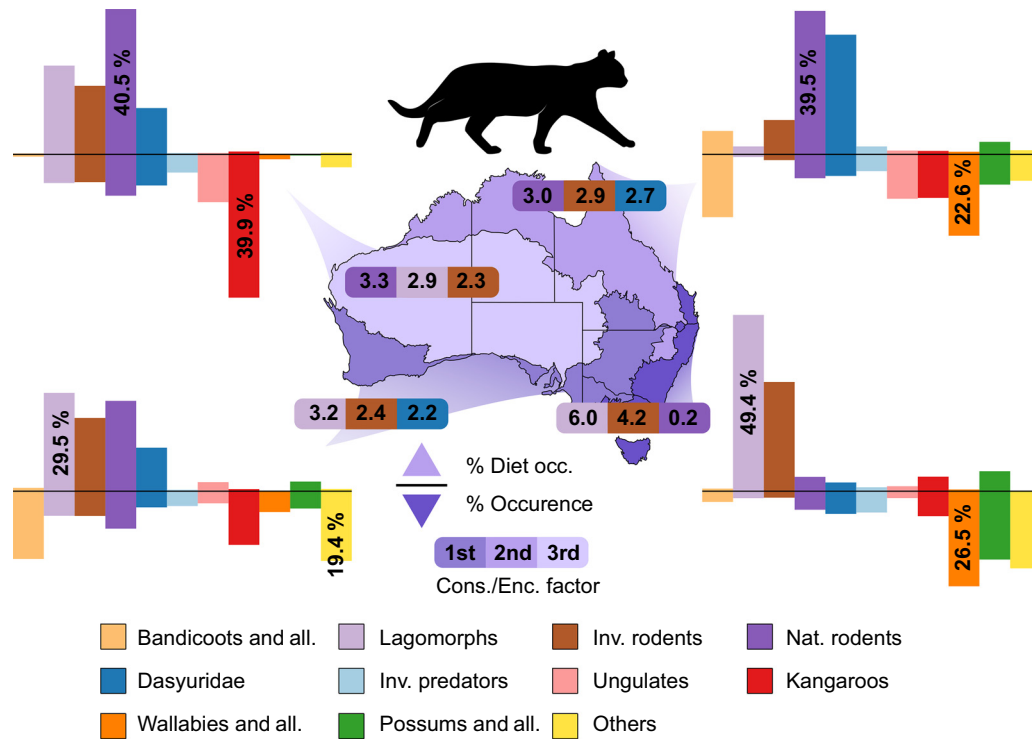 40.5 %
39.9 %
39.5 %
22.6 %
3.0 2.9 2.7
3.3 2.9 2.3
3.2 2.4 2.2
6.0 4.2 0.2
29.5 %
19.4 %
49.4 %
26.5 %
% Diet occ.
% Occurence
1st 2nd 3rd
Cons./Enc. factor
Bandicoots and all. Lagomorphs Inv. rodents Nat. rodents
Dasyuridae Inv. predators Ungulates Kangaroos
Wallabies and all. Possums and all. Others